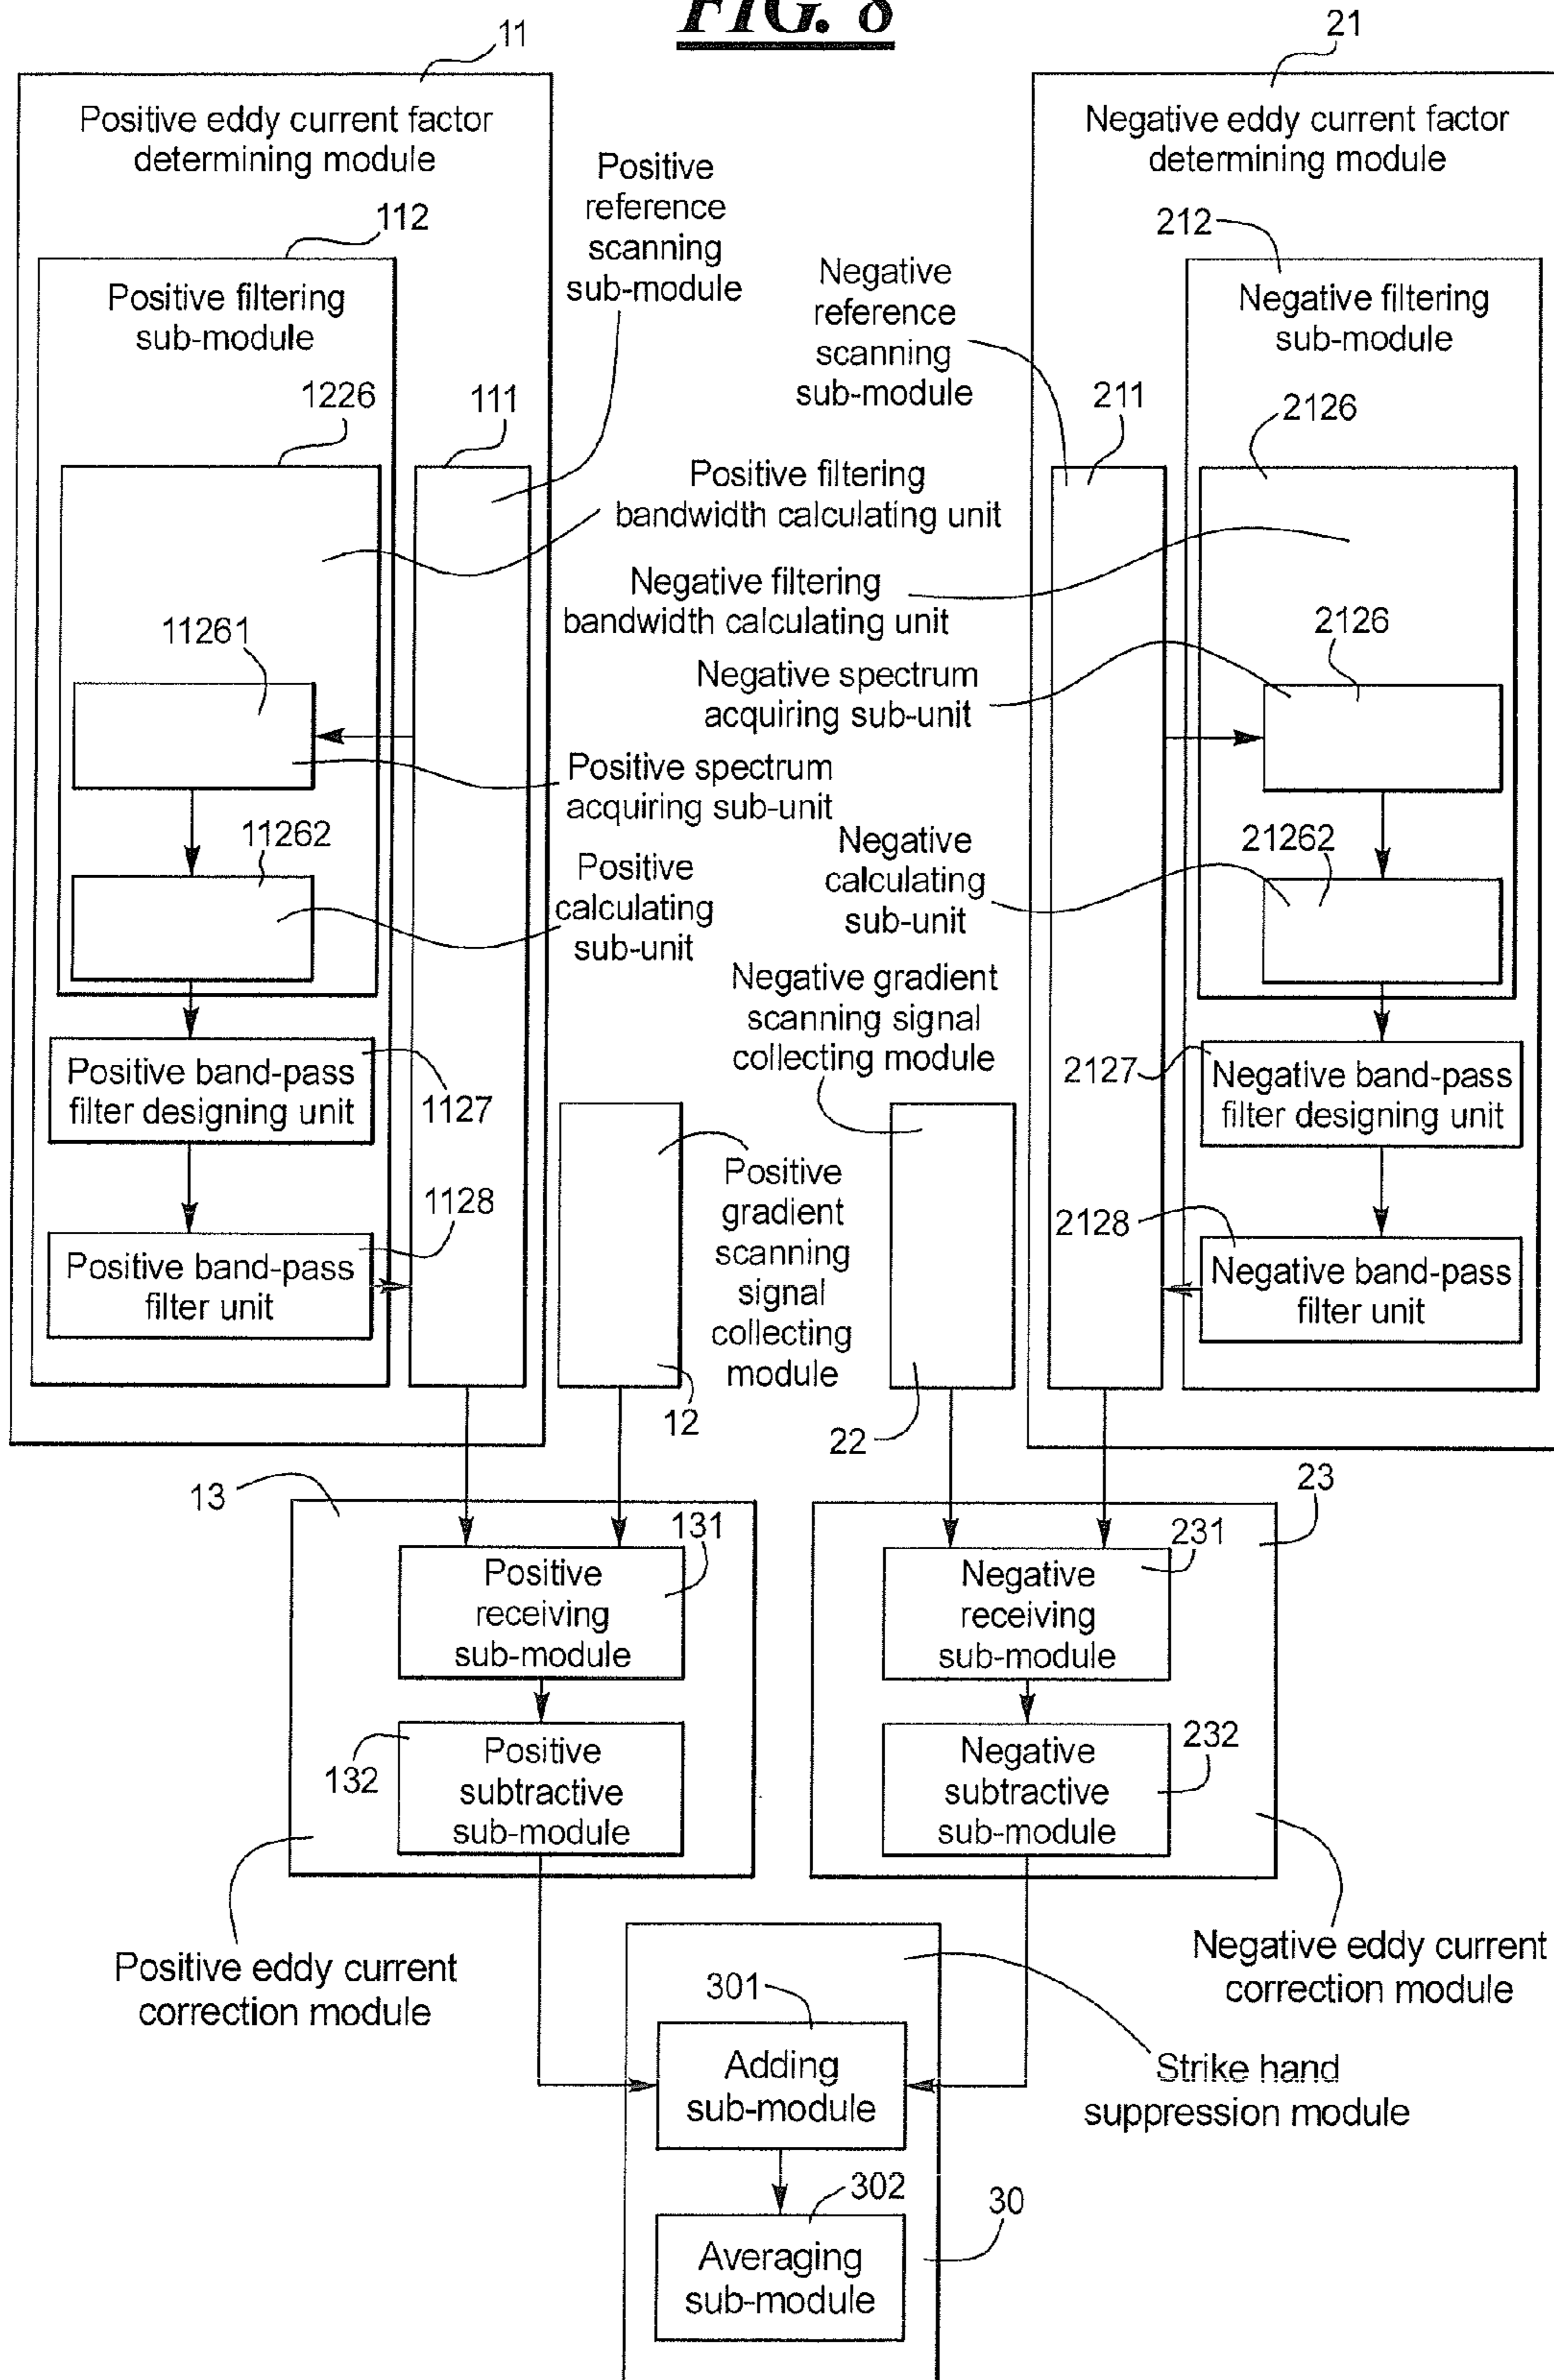 FIG. 8
11
21
Positive eddy current factor
determining module
Negative eddy current factor
determining module
Positive
reference
scanning
sub-module
112
212
Negative
reference
scanning
sub-module
Positive filtering
sub-module
Negative filtering
sub-module
1226
111
211
2126
Positive filtering
bandwidth calculating unit
Negative filtering
bandwidth calculating unit
11261
2126
Negative spectrum
acquiring sub-unit
Positive spectrum
acquiring sub-unit
11262
21262
Negative
calculating
sub-unit
Positive
calculating
sub-unit
Negative gradient
scanning signal
collecting module
Positive band-pass
filter designing unit
1127
2127
Negative band-pass
filter designing unit
Positive
gradient
scanning
signal
collecting
module
1128
2128
Positive band-pass
filter unit
Negative band-pass
filter unit
12
22
13
23
131
231
Positive
receiving
sub-module
Negative
receiving
sub-module
132
232
Positive
subtractive
sub-module
Negative
subtractive
sub-module
Positive eddy current
correction module
Negative eddy current
correction module
301
Adding
sub-module
Strike hand
suppression module
302
30
Averaging
sub-module